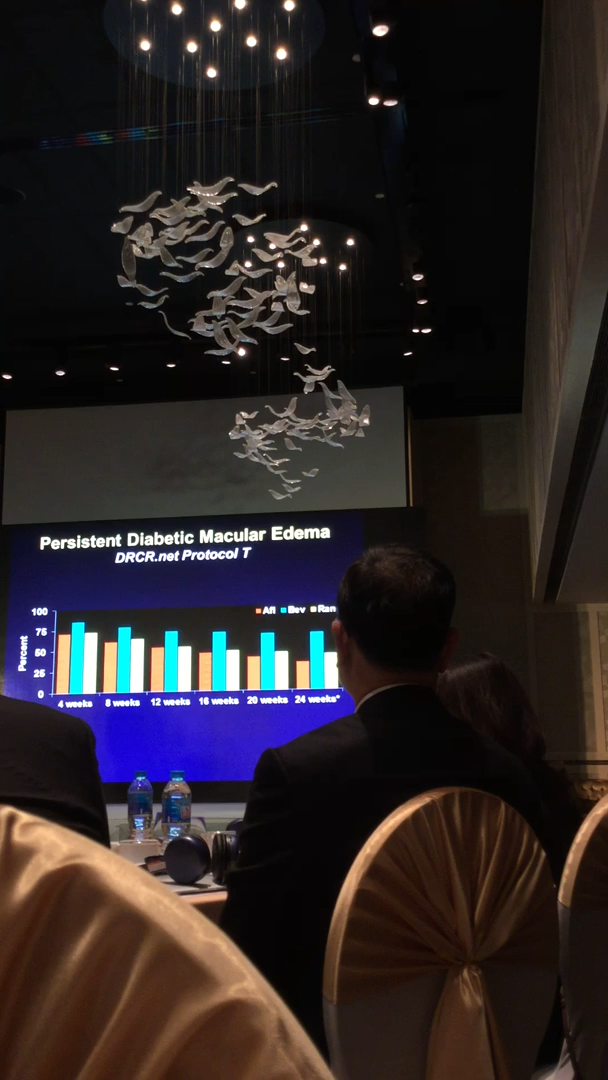 Persistent Diabetic Macular Edema
DRCR.net Protocol T
Afl Bev Ran
100
75
50
25
0
Percent
4 weeks 8 weeks 12 weeks 16 weeks 20 weeks 24 weeks*